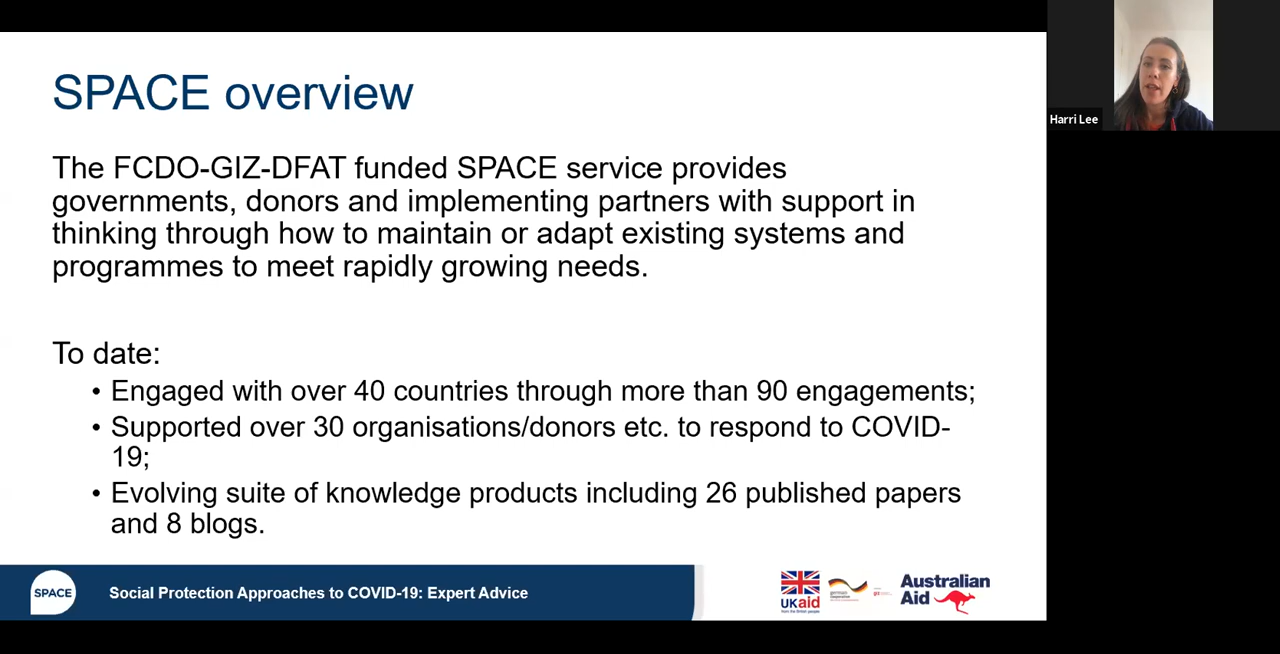 SPACE overview
The FCDO-GIZ-DFAT funded SPACE service provides
governments, donors and implementing partners with support in
thinking through how to maintain or adapt existing systems and
programmes to meet rapidly growing needs.
To date:
• Engaged with over 40 countries through more than 90 engagements;
• Supported over 30 organisations/donors etc. to respond to COVID-
19;
• Evolving suite of knowledge products including 26 published papers
and 8 blogs.
SPACE
Social Protection Approaches to COVID-19: Expert Advice
UKaid
from the British people
german
cooperation
giz
Australian
Aid
Harri Lee